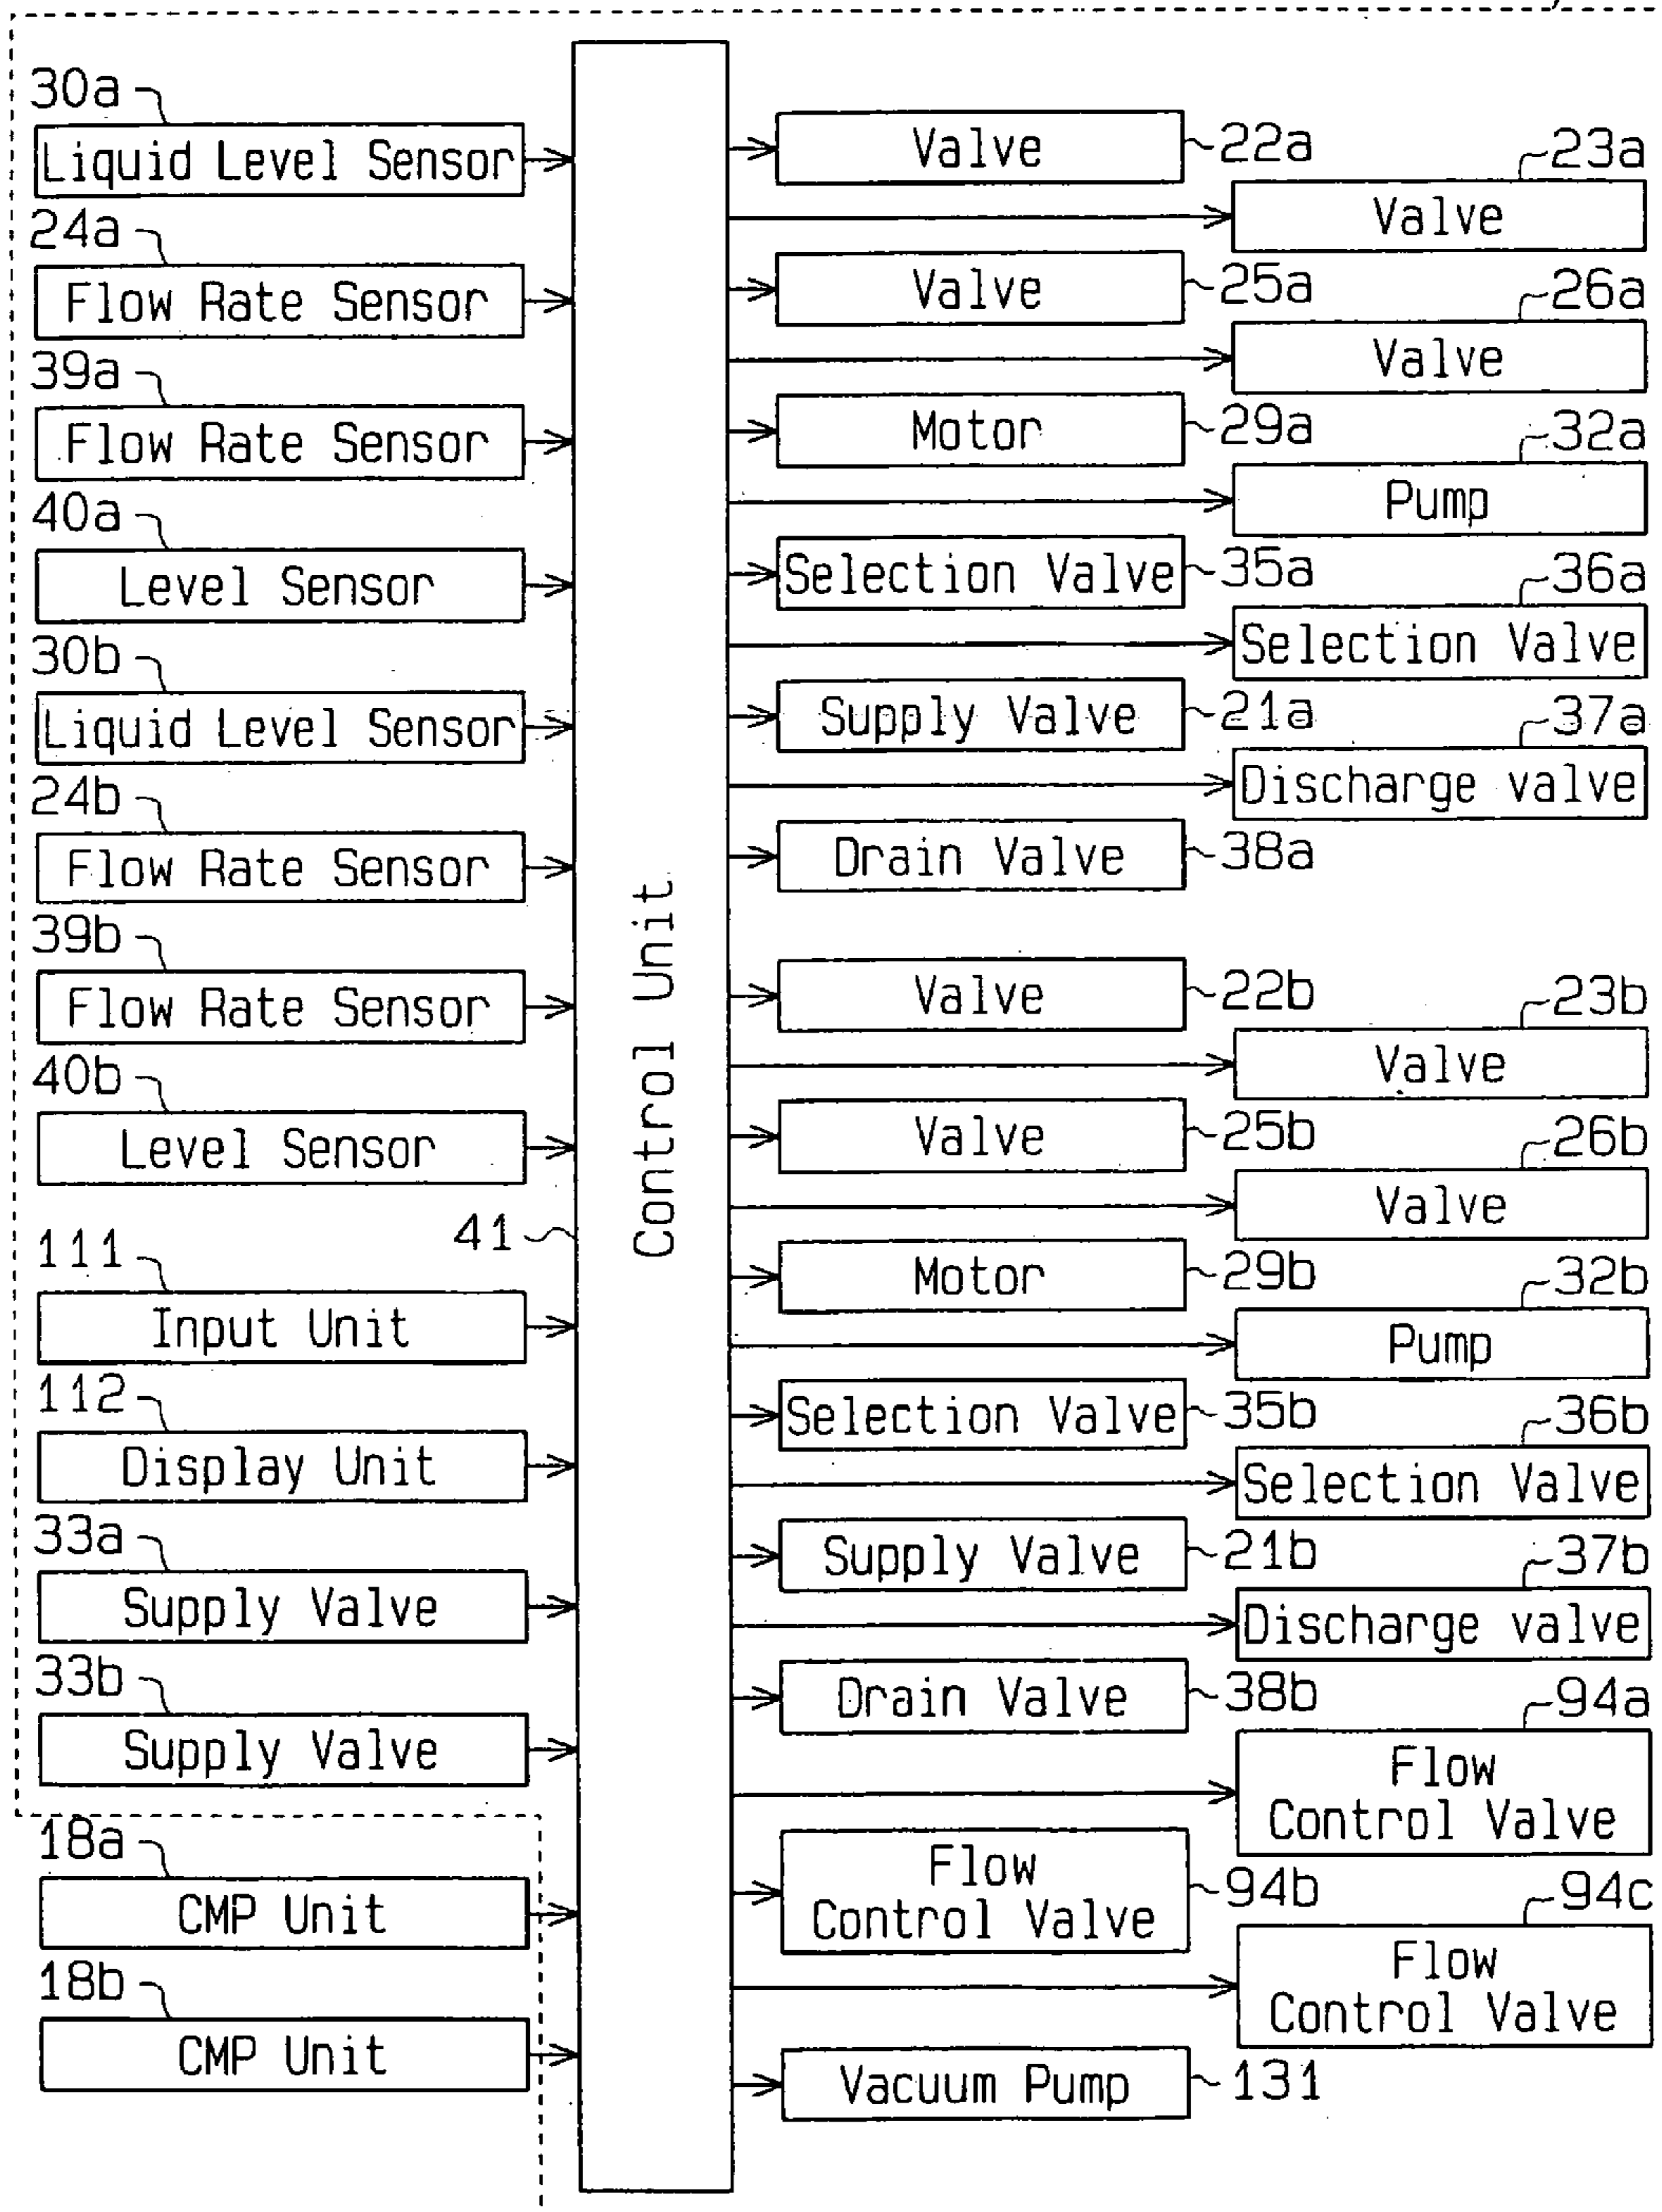 30a
Liquid Level Sensor
24a
Flow Rate Sensor
39a
Flow Rate Sensor
40a
Level Sensor
30b
Liquid Level Sensor
24b
Flow Rate Sensor
39b
Flow Rate Sensor
40b
Level Sensor
41
111
Input Unit
112
Display Unit
33a
Supply Valve
33b
Supply Valve
18a
CMP Unit
18b
CMP Unit
Control Unit
Valve
22a
23a
Valve
Valve
25a
26a
Valve
Motor
29a
32a
Pump
Selection Valve
35a
36a
Selection Valve
Supply Valve
21a
37a
Discharge valve
Drain Valve
38a
Valve
22b
23b
Valve
Valve
25b
26b
Valve
Motor
29b
32b
Pump
Selection Valve
35b
36b
Selection Valve
Supply Valve
21b
37b
Discharge valve
Drain Valve
38b
94a
Flow
Control Valve
Flow
Control Valve
94b
94c
Flow
Control Valve
Vacuum Pump
131